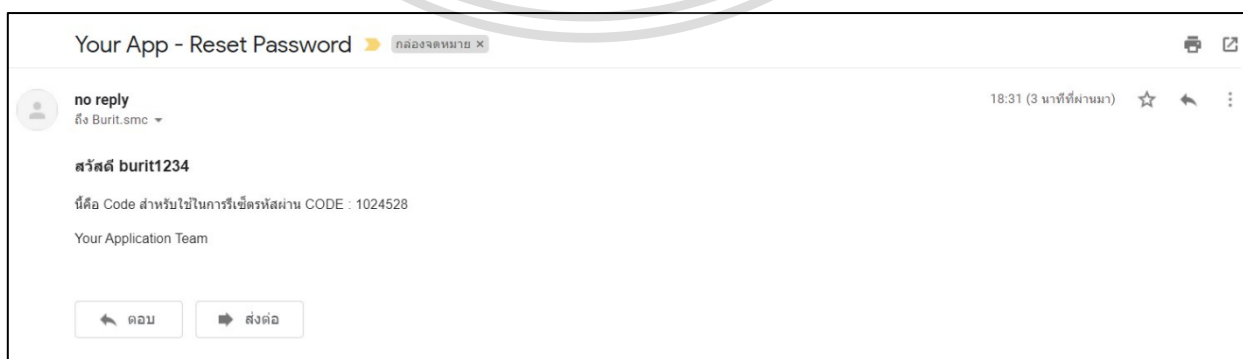 Your App - Reset Password กล่องจดหมาย ×
no reply 18:31 (3 นาทีที่ผ่านมา)
ถึง Burit.smc
สวัสดี burit1234
นี้คือ Code สำหรับใช้ในการรีเซ็ตรหัสผ่าน CODE : 1024528
Your Application Team
ตอบ ส่งต่อ